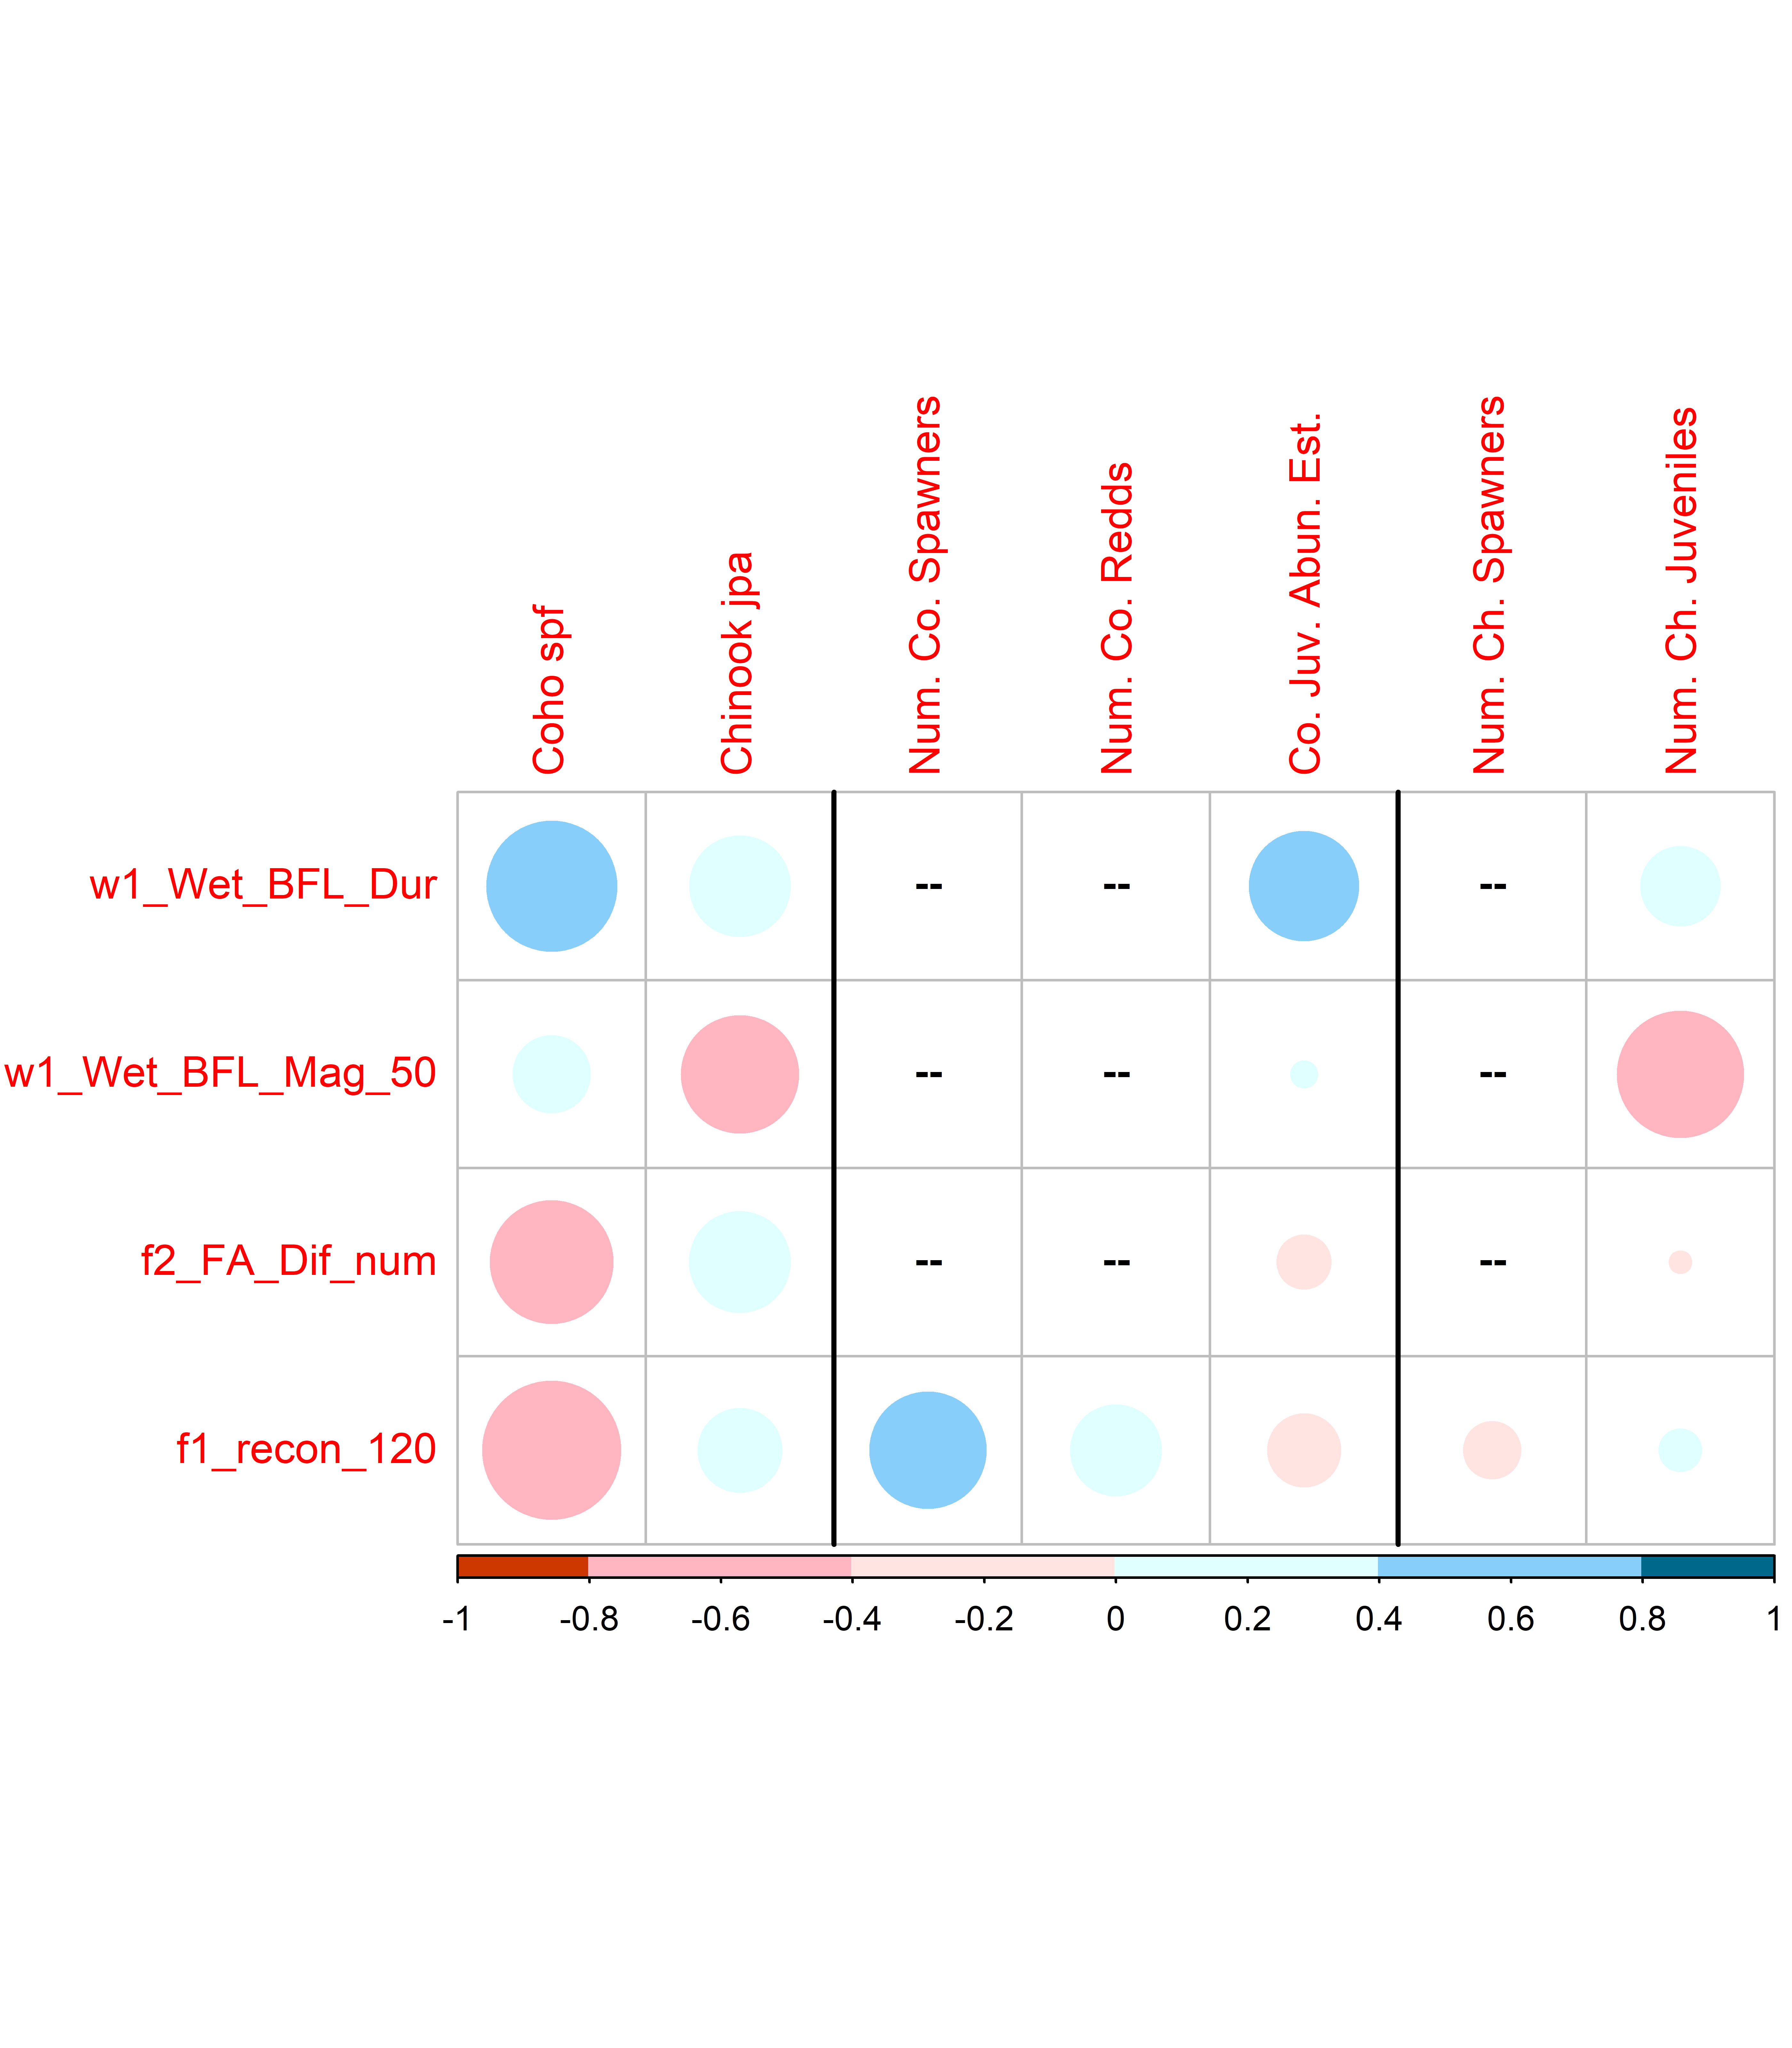 Coho spf
Chinook jpa
Num. Co. Spawners
Num. Co. Redds
Co. Juv. Abun. Est.
Num. Ch. Spawners
Num. Ch. Juveniles
w1_Wet_BFL_Dur
-- -- --
w1_Wet_BFL_Mag_50
-- -- --
f2_FA_Dif_num
-- -- --
f1_recon_120
-1 -0.8 -0.6 -0.4 -0.2 0 0.2 0.4 0.6 0.8 1